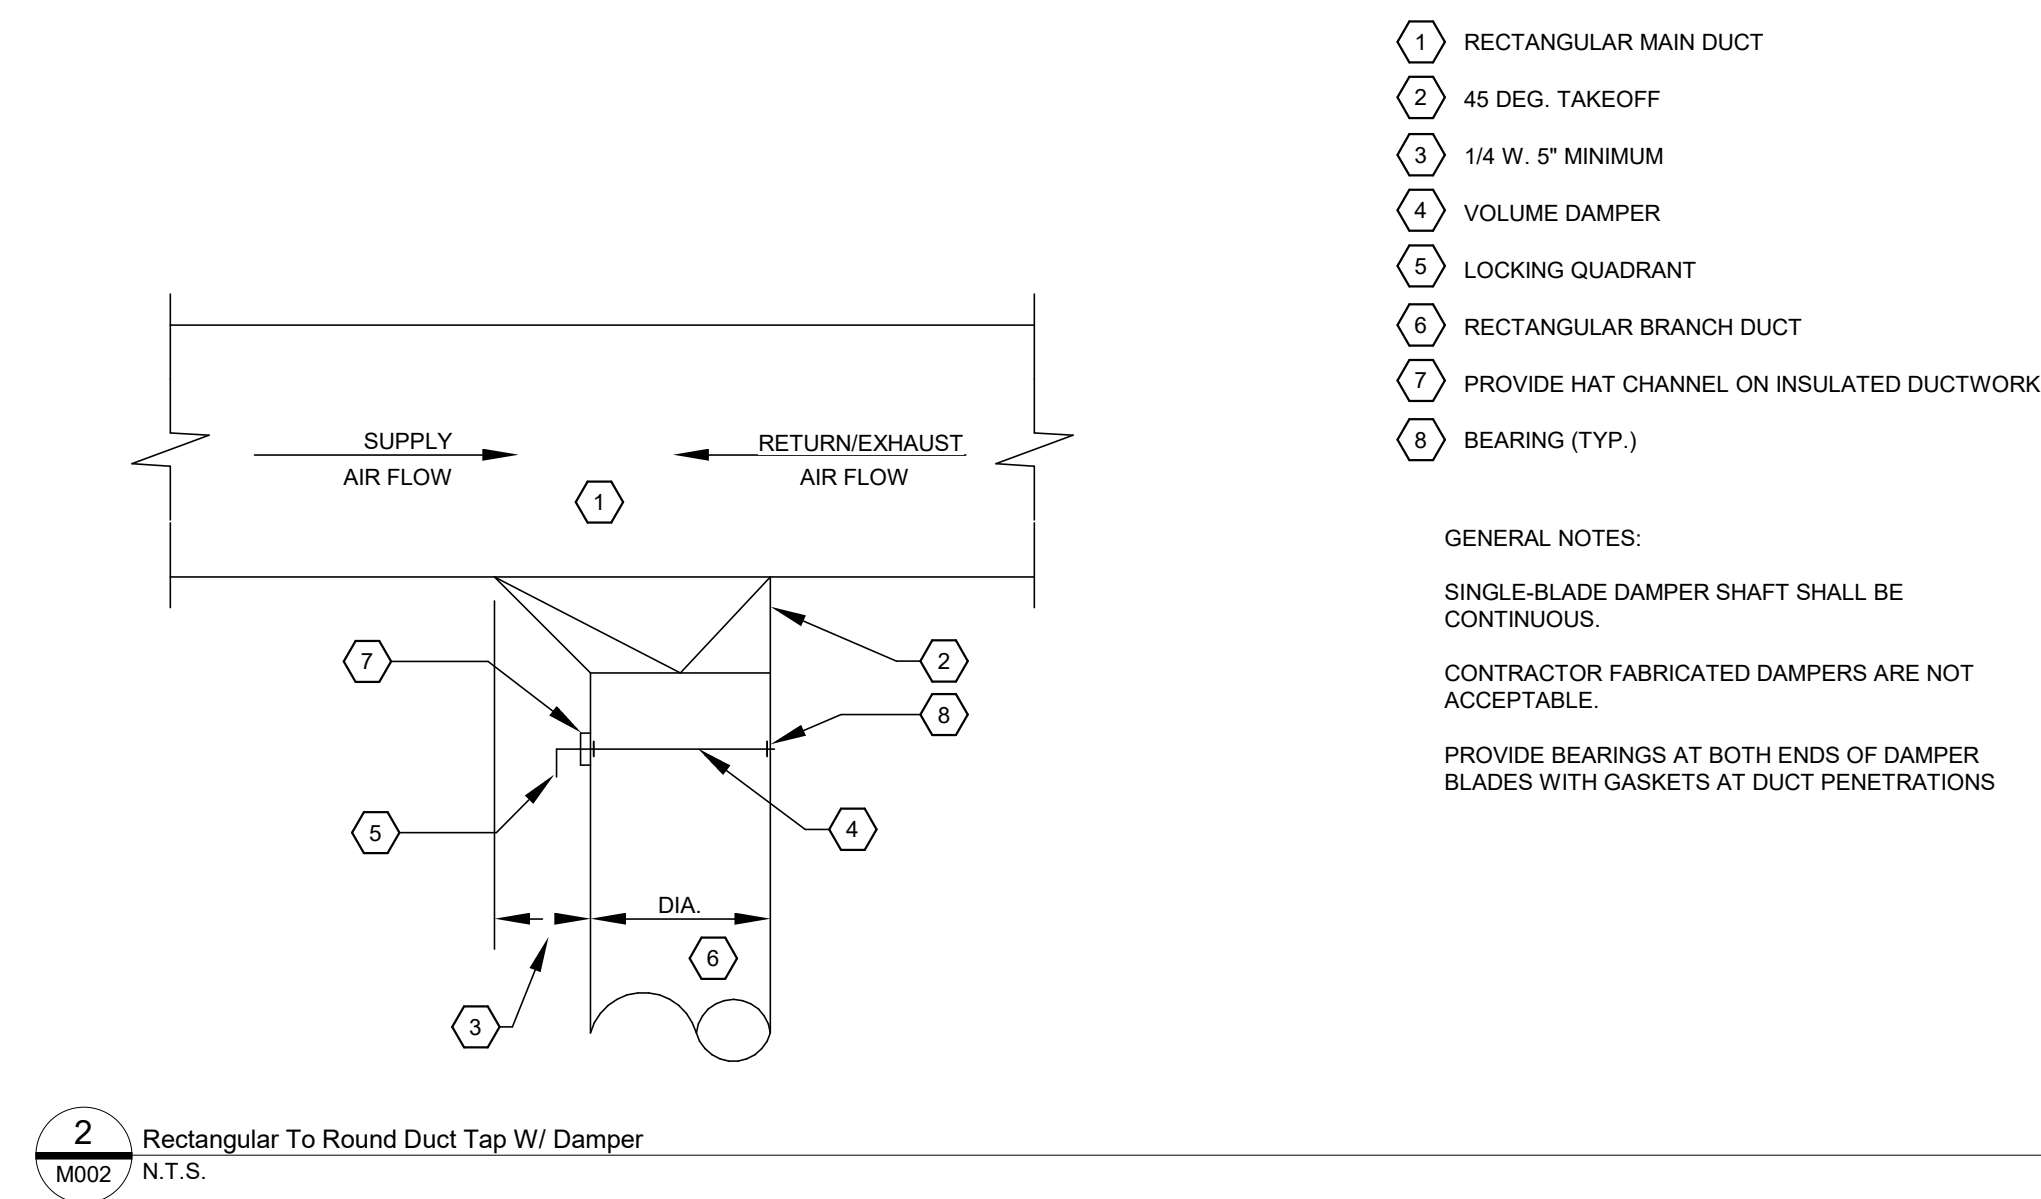 1 RECTANGULAR MAIN DUCT
2 45 DEG. TAKEOFF
3 1/4 W. 5" MINIMUM
4 VOLUME DAMPER
5 LOCKING QUADRANT
6 RECTANGULAR BRANCH DUCT
7 PROVIDE HAT CHANNEL ON INSULATED DUCTWORK
8 BEARING (TYP.)
GENERAL NOTES:
SINGLE-BLADE DAMPER SHAFT SHALL BE
CONTINUOUS.
CONTRACTOR FABRICATED DAMPERS ARE NOT
ACCEPTABLE.
PROVIDE BEARINGS AT BOTH ENDS OF DAMPER
BLADES WITH GASKETS AT DUCT PENETRATIONS
SUPPLY
AIR FLOW
RETURN/EXHAUST
AIR FLOW
1
7
2
8
5
4
DIA.
6
3
2
M002
Rectangular To Round Duct Tap W/ Damper
N.T.S.